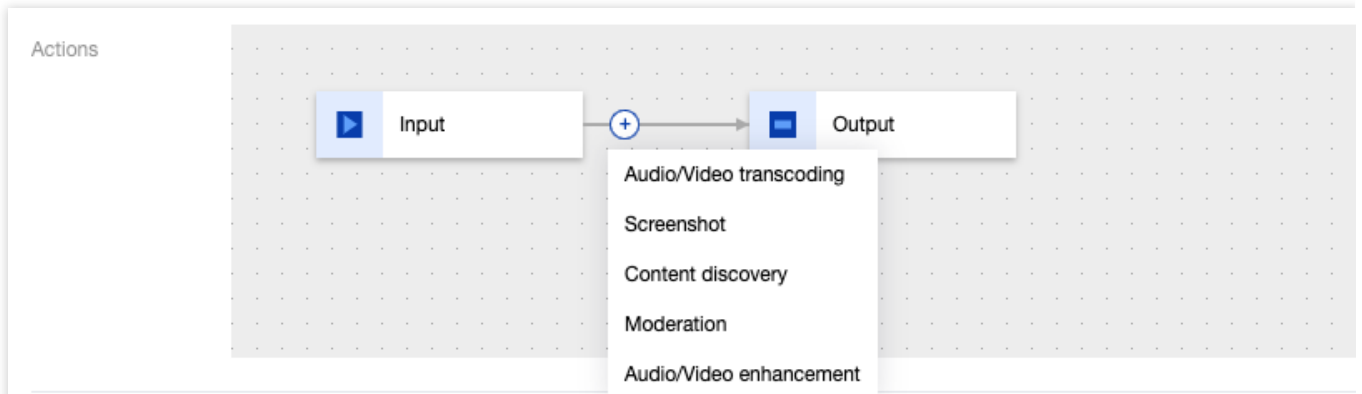 Actions
Input
Output
Audio/Video transcoding
Screenshot
Content discovery
Moderation
Audio/Video enhancement